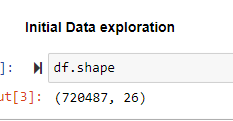 Initial Data exploration
]: df.shape
ut[3]: (720487, 26)